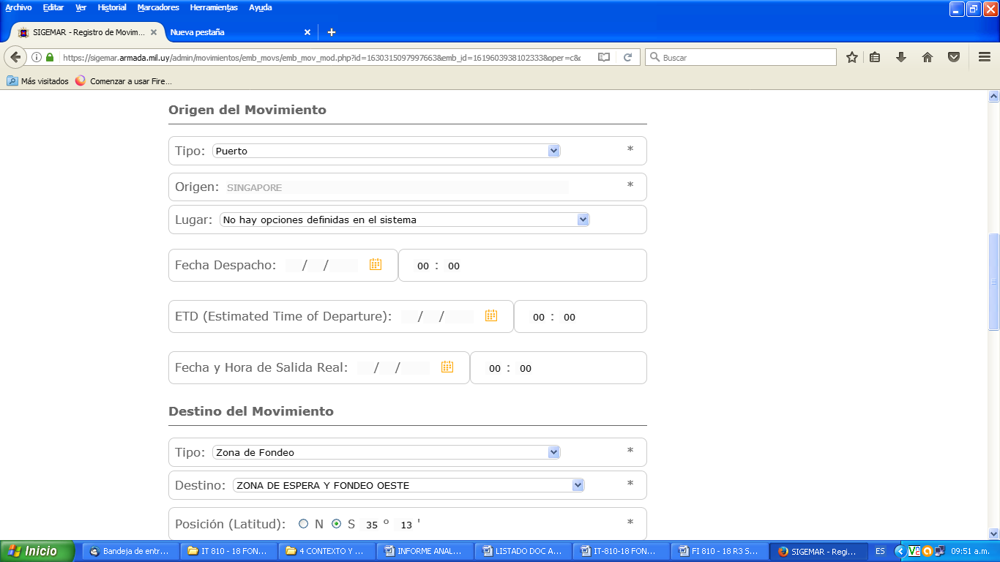 Archivo Editar Ver Historial Marcadores Herramientas Ayuda
SIGEMAR - Registro de Movim... × Nueva pestaña × +
https://sigemar.armada.mil.uy/admin/movimientos/emb_movs/emb_mov_mod.php?id=1630315097997663&emb_id=1619603938102333&oper=c&c Buscar
Más visitados Comenzar a usar Fire...
Origen del Movimiento
Tipo: Puerto *
Origen: SINGAPORE *
Lugar: No hay opciones definidas en el sistema
Fecha Despacho: / / 00 : 00
ETD (Estimated Time of Departure): / / 00 : 00
Fecha y Hora de Salida Real: / / 00 : 00
Destino del Movimiento
Tipo: Zona de Fondeo *
Destino: ZONA DE ESPERA Y FONDEO OESTE *
Posición (Latitud): N S 35 º 13 ' *
Inicio Bandeja de entr... IT 810 - 18 FON... 4 CONTEXTO Y ... INFORME ANAL... LISTADO DOC A... IT-810-18 FON... FI 810 - 18 R3 S... SIGEMAR - Regi... ES 09:51 a.m.